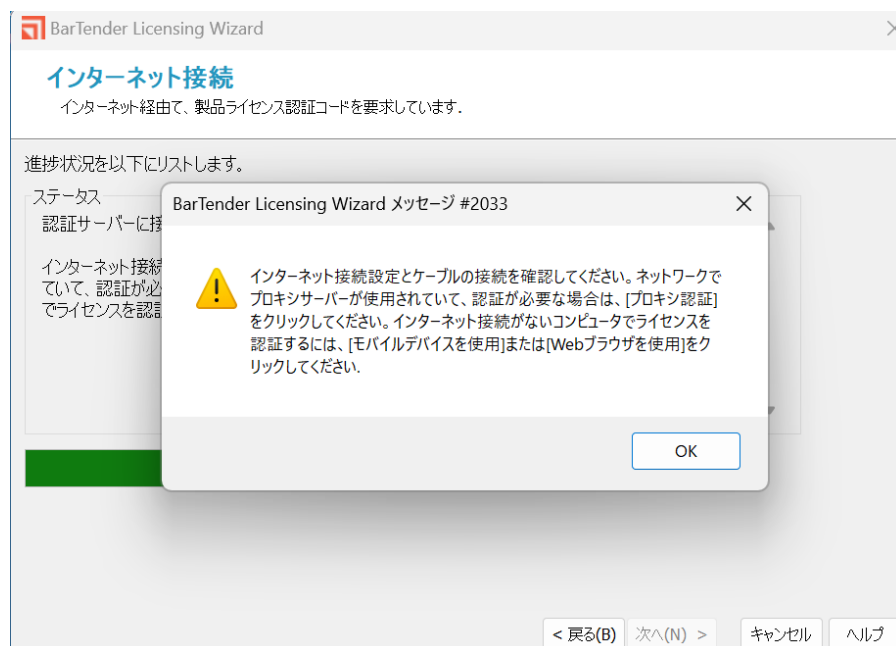 BarTender Licensing Wizard
インターネット接続
インターネット経由て、製品ライセンス認証コードを要求しています.
進捗状況を以下にリストします。
ステータス
認証サーバーに接
インターネット接続
ていて、認証が必
でライセンスを認証
BarTender Licensing Wizard メッセージ #2033
インターネット接続設定とケーブルの接続を確認してください。ネットワークで
プロキシサーバーが使用されていて、認証が必要な場合は、[プロキシ認証]
をクリックしてください。インターネット接続がないコンピュータでライセンスを
認証するには、[モバイルデバイスを使用]または[Webブラウザを使用]をク
リックしてください.
OK
< 戻る(B)
次へ(N) >
キャンセル
ヘルプ